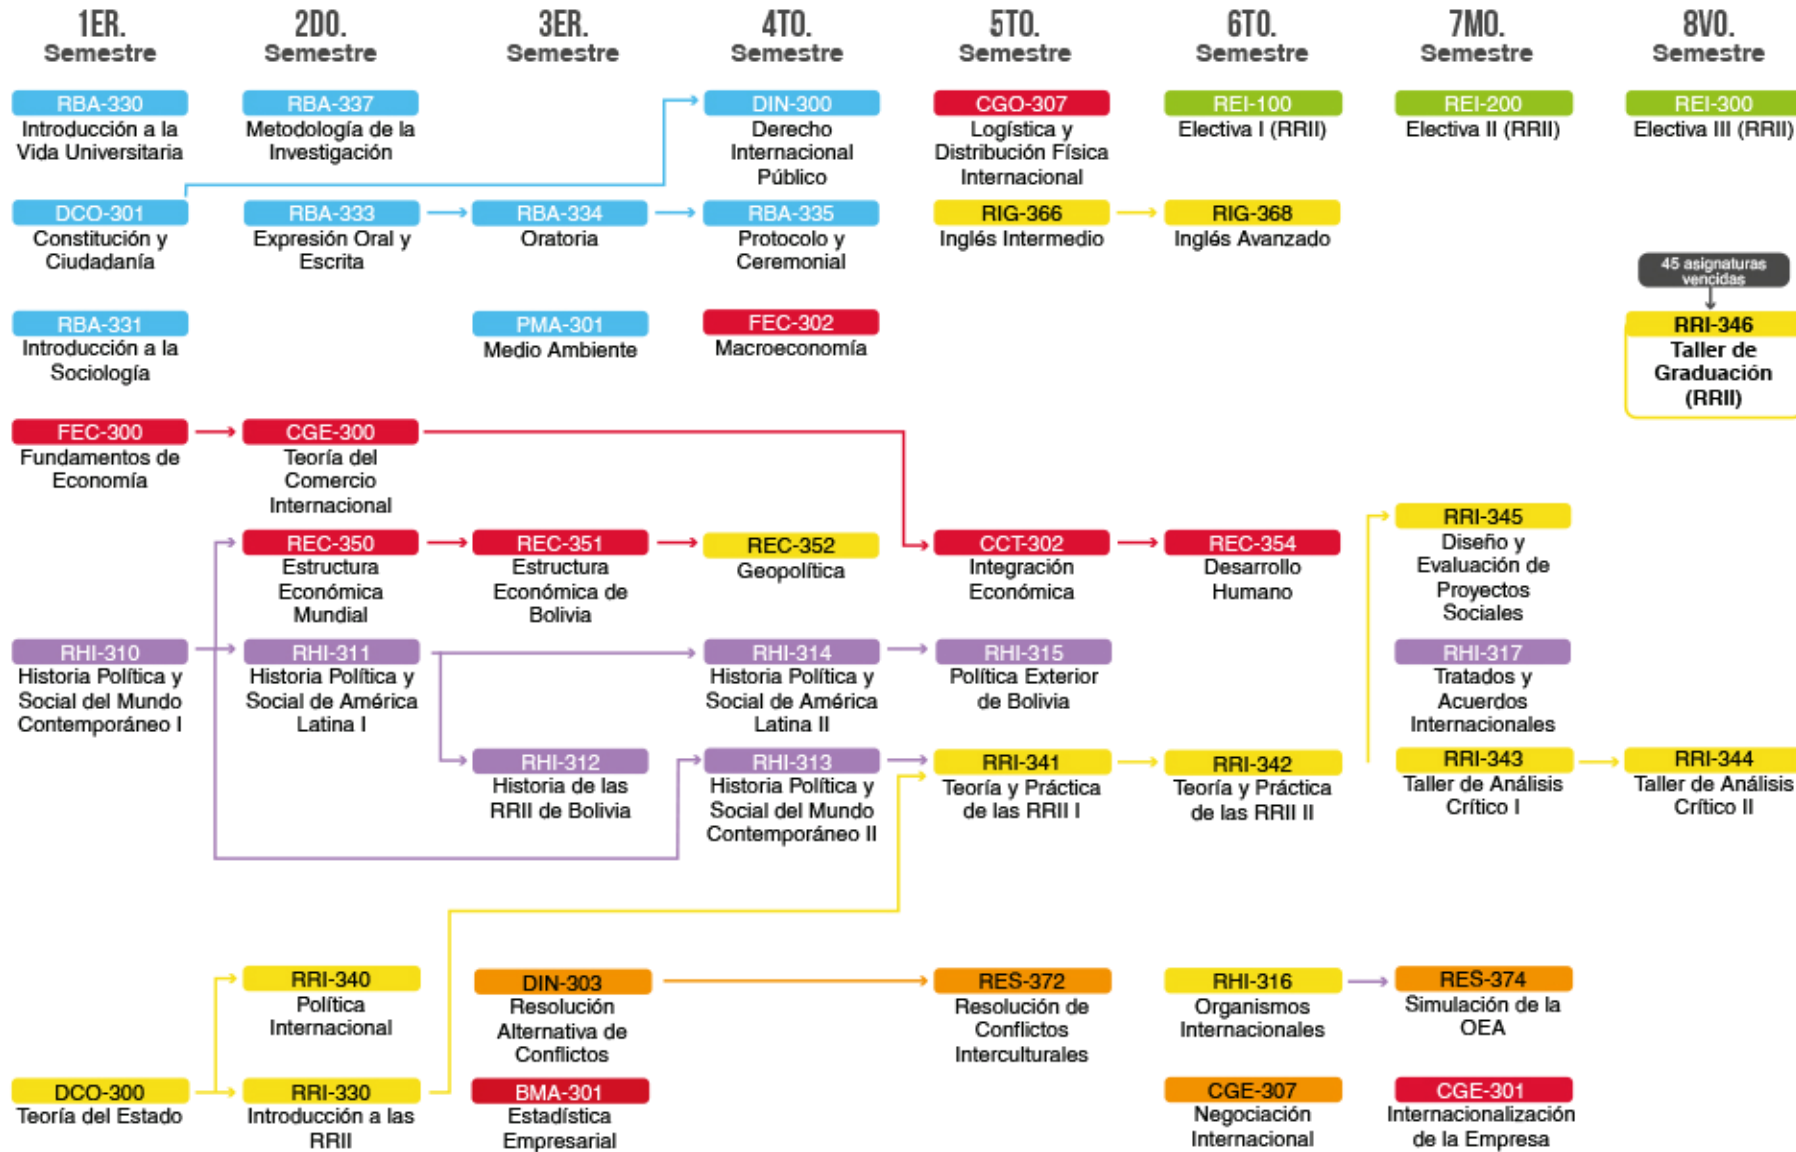 1ER.
Semestre
2DO.
Semestre
3ER.
Semestre
4TO.
Semestre
5TO.
Semestre
6TO.
Semestre
7MO.
Semestre
8VO.
Semestre
RBA-330
Introducción a la
Vida Universitaria
RBA-337
Metodología de la
Investigación
DIN-300
Derecho
Internacional
Público
CGO-307
Logística y
Distribución Física
Internacional
REI-100
Electiva I (RRII)
REI-200
Electiva II (RRII)
REI-300
Electiva III (RRII)
DCO-301
Constitución y
Ciudadanía
RBA-333
Expresión Oral y
Escrita
RBA-334
Oratoria
RBA-335
Protocolo y
Ceremonial
RIG-366
Inglés Intermedio
RIG-368
Inglés Avanzado
45 asignaturas
vencidas
RBA-331
Introducción a la
Sociología
PMA-301
Medio Ambiente
FEC-302
Macroeconomía
RRI-346
Taller de
Graduación
(RRII)
FEC-300
Fundamentos de
Economía
CGE-300
Teoría del
Comercio
Internacional
REC-350
Estructura
Económica
Mundial
REC-351
Estructura
Económica de
Bolivia
REC-352
Geopolítica
CCT-302
Integración
Económica
REC-354
Desarrollo
Humano
RRI-345
Diseño y
Evaluación de
Proyectos
Sociales
RHI-310
Historia Política y
Social del Mundo
Contemporáneo I
RHI-311
Historia Política y
Social de América
Latina I
RHI-314
Historia Política y
Social de América
Latina II
RHI-315
Política Exterior
de Bolivia
RHI-317
Tratados y
Acuerdos
Internacionales
RHI-312
Historia de las
RRII de Bolivia
RHI-313
Historia Política y
Social del Mundo
Contemporáneo II
RRI-341
Teoría y Práctica
de las RRII I
RRI-342
Teoría y Práctica
de las RRII II
RRI-343
Taller de Análisis
Crítico I
RRI-344
Taller de Análisis
Crítico II
RRI-340
Política
Internacional
DIN-303
Resolución
Alternativa de
Conflictos
RES-372
Resolución de
Conflictos
Interculturales
RHI-316
Organismos
Internacionales
RES-374
Simulación de la
OEA
DCO-300
Teoría del Estado
RRI-330
Introducción a las
RRII
BMA-301
Estadística
Empresarial
CGE-307
Negociación
Internacional
CGE-301
Internacionalización
de la Empresa